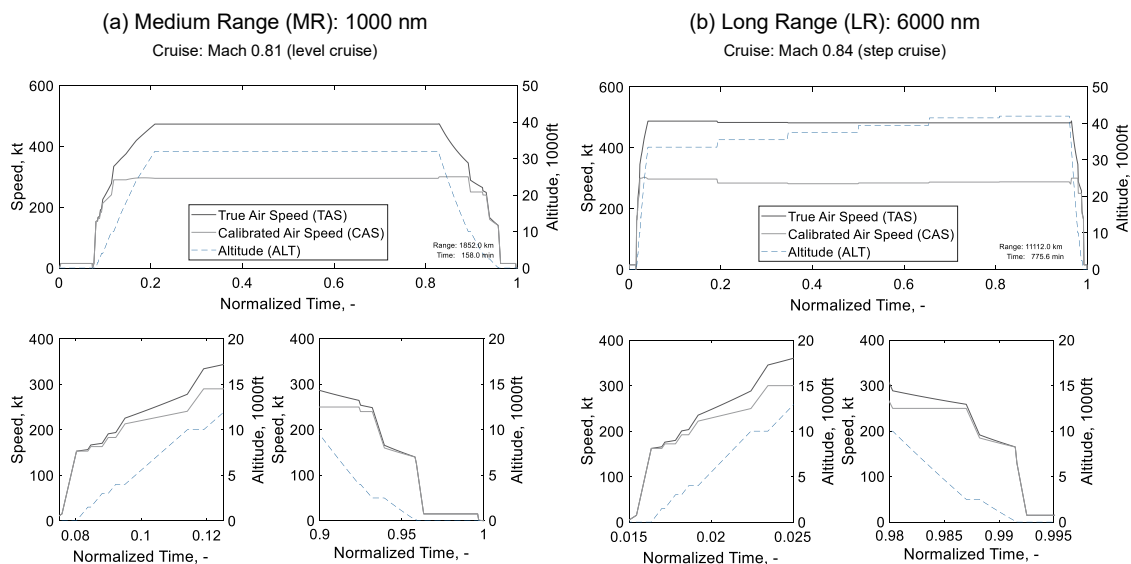 (a) Medium Range (MR): 1000 nm
Cruise: Mach 0.81 (level cruise)
600
400
200
0
Speed, kt
50
40
30
20
10
0
Altitude, 1000ft
True Air Speed (TAS)
Calibrated Air Speed (CAS)
Altitude (ALT)
Range: 1852.0 km
Time: 158.0 min
0 0.2 0.4 0.6 0.8 1
Normalized Time, -
400
300
200
100
0
Speed, kt
20
15
10
5
0
Altitude, 1000ft
0.08 0.1 0.12
Normalized Time, -
400
300
200
100
0
Speed, kt
20
15
10
5
0
Altitude, 1000ft
0.9 0.95 1
Normalized Time, -
(b) Long Range (LR): 6000 nm
Cruise: Mach 0.84 (step cruise)
600
400
200
0
Speed, kt
50
40
30
20
10
0
Altitude, 1000ft
True Air Speed (TAS)
Calibrated Air Speed (CAS)
Altitude (ALT)
Range: 11112.0 km
Time: 775.6 min
0 0.2 0.4 0.6 0.8 1
Normalized Time, -
400
300
200
100
0
Speed, kt
20
15
10
5
0
Altitude, 1000ft
0.015 0.02 0.025
Normalized Time, -
400
300
200
100
0
Speed, kt
20
15
10
5
0
Altitude, 1000ft
0.98 0.985 0.99 0.995
Normalized Time, -